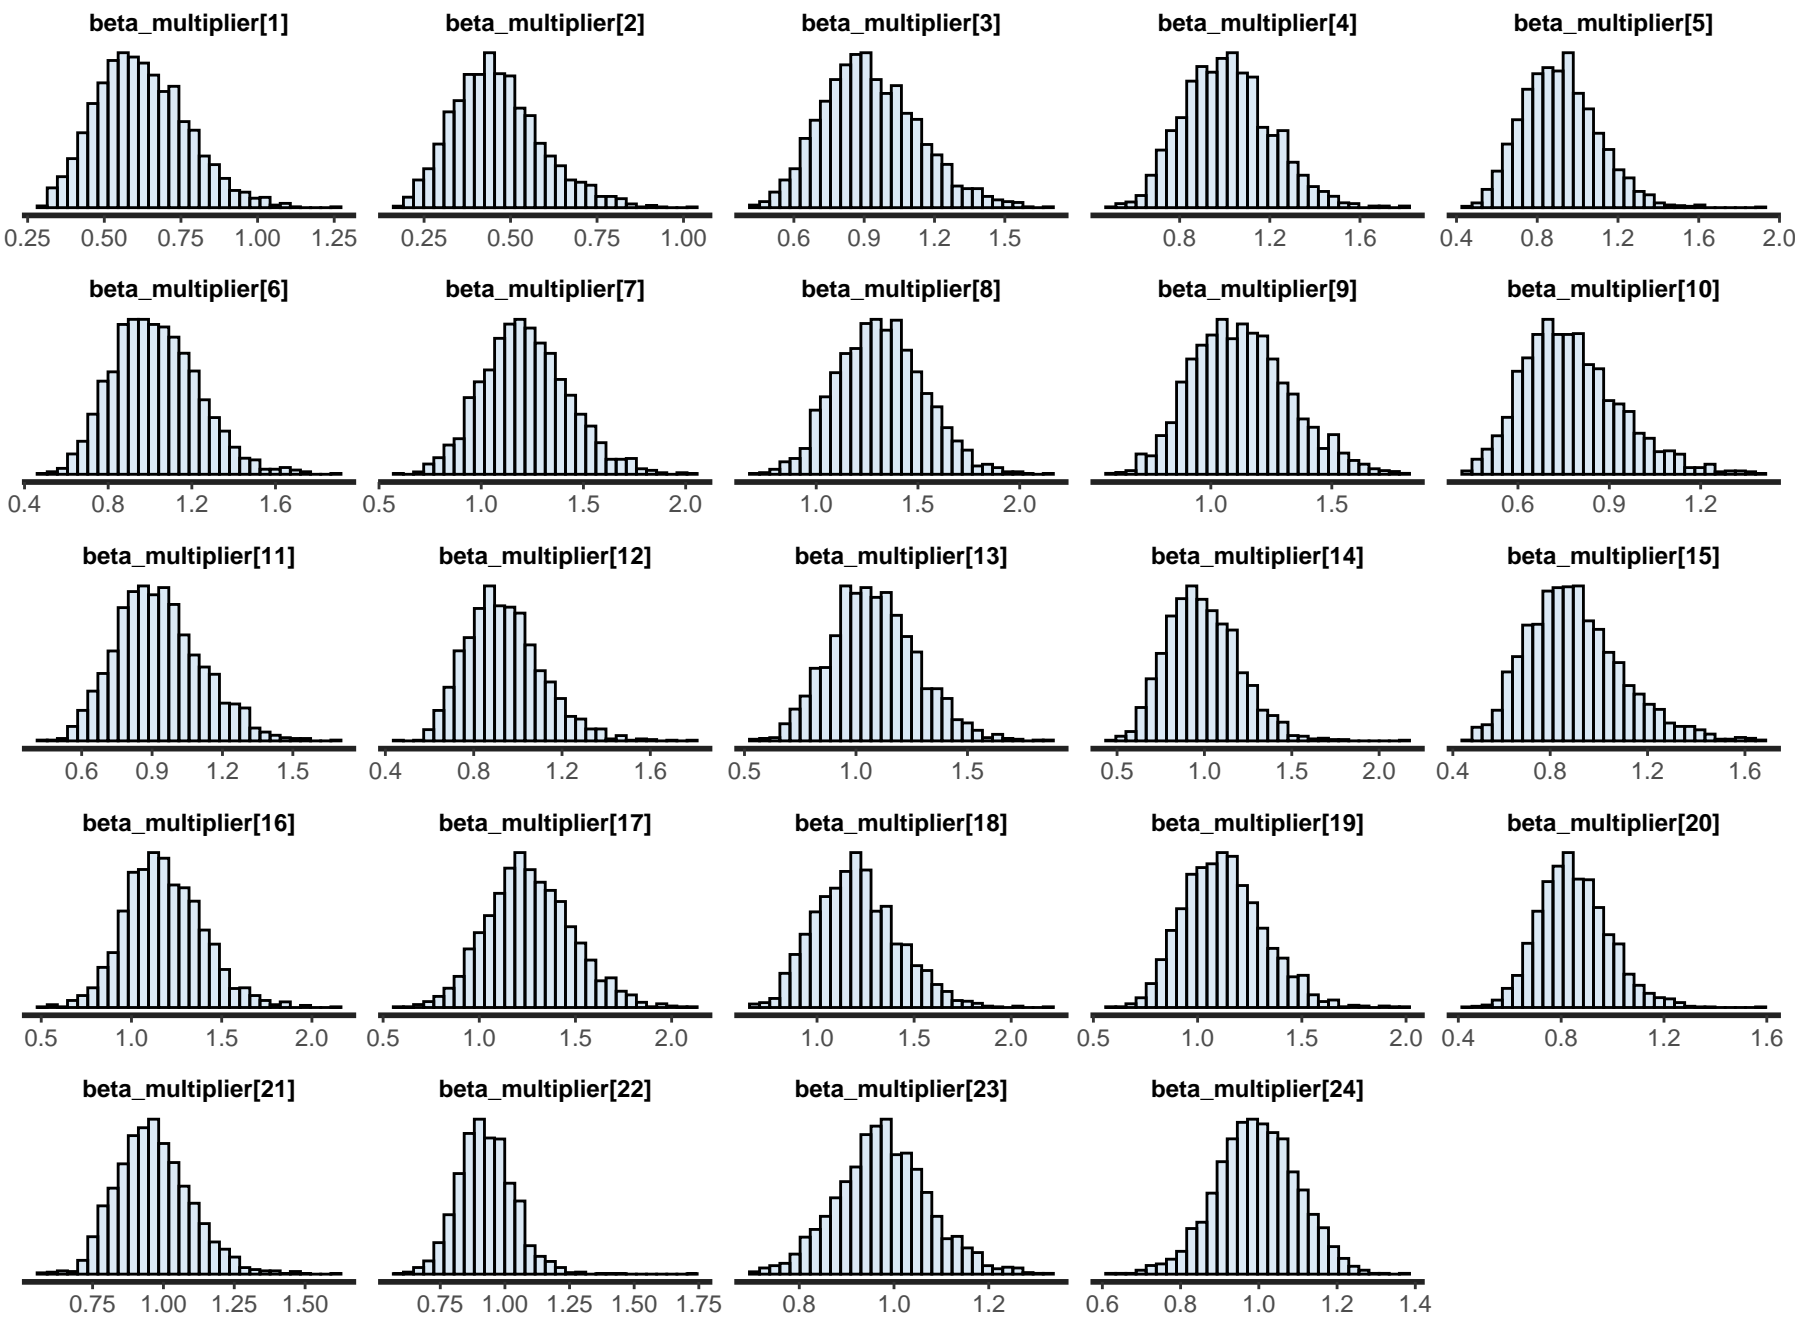 beta_multiplier[1] beta_multiplier[2] beta_multiplier[3] beta_multiplier[4] beta_multiplier[5]
0.25 0.50 0.75 1.00 1.25 0.25 0.50 0.75 1.00 0.6 0.9 1.2 1.5 0.8 1.2 1.6 0.4 0.8 1.2 1.6 2.0
beta_multiplier[6] beta_multiplier[7] beta_multiplier[8] beta_multiplier[9] beta_multiplier[10]
0.4 0.8 1.2 1.6 0.5 1.0 1.5 2.0 1.0 1.5 2.0 1.0 1.5 0.6 0.9 1.2
beta_multiplier[11] beta_multiplier[12] beta_multiplier[13] beta_multiplier[14] beta_multiplier[15]
0.6 0.9 1.2 1.5 0.4 0.8 1.2 1.6 0.5 1.0 1.5 0.5 1.0 1.5 2.0 0.4 0.8 1.2 1.6
beta_multiplier[16] beta_multiplier[17] beta_multiplier[18] beta_multiplier[19] beta_multiplier[20]
0.5 1.0 1.5 2.0 0.5 1.0 1.5 2.0 1.0 1.5 2.0 0.5 1.0 1.5 2.0 0.4 0.8 1.2 1.6
beta_multiplier[21] beta_multiplier[22] beta_multiplier[23] beta_multiplier[24]
0.75 1.00 1.25 1.50 0.75 1.00 1.25 1.50 1.75 0.8 1.0 1.2 0.6 0.8 1.0 1.2 1.4